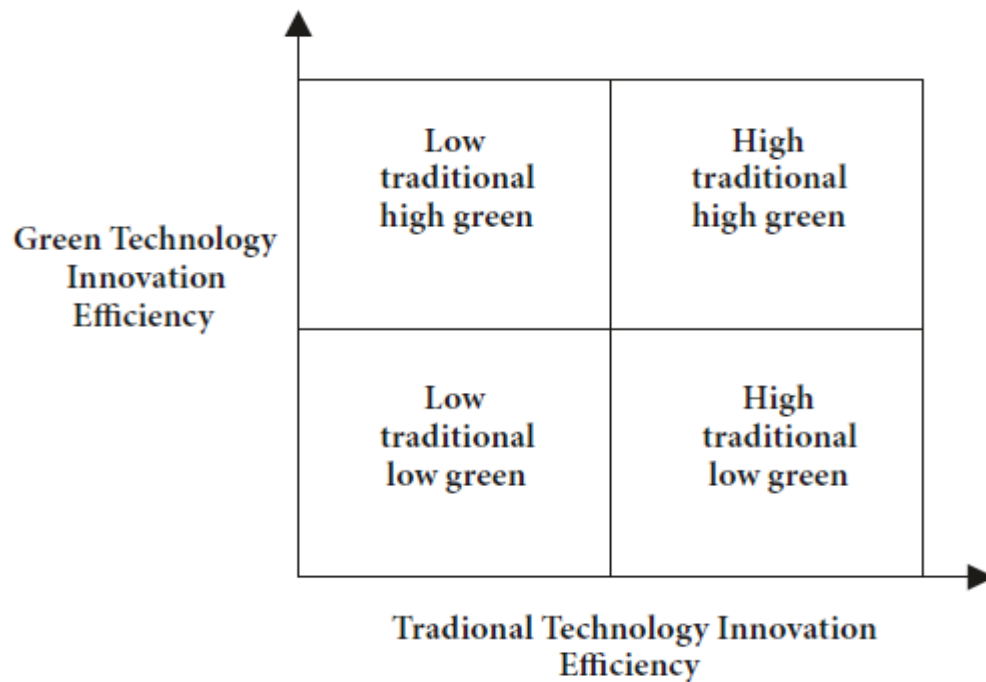 Low
traditional
high green
High
traditional
high green
Green Technology
Innovation
Efficiency
Low
traditional
low green
High
traditional
low green
Tradional Technology Innovation
Efficiency